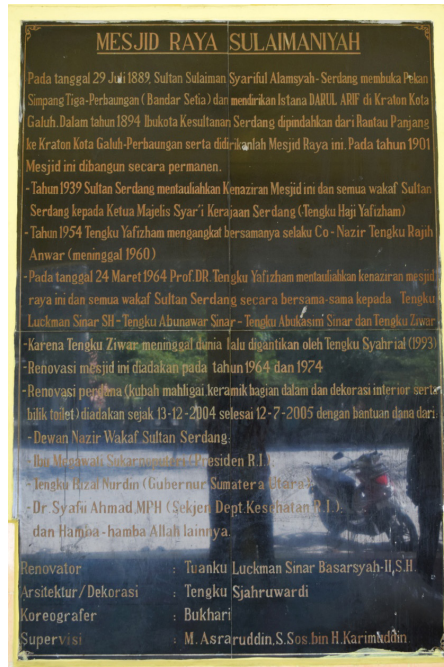 MESJID RAYA SULAIMANIYAH
Pada tanggal 29 Juli 1889, Sultan Sulaiman Syariful Alamsyah-Serdang membuka Pekan
Simpang Tiga-Perbaungan (Bandar Setia) dan mendirikan Istana DARUL ARIF di Kraton Kota
Galuh. Dalam tahun 1894 Ibukota Kesultanan Serdang dipindahkan dari Rantau Panjang
ke Kraton Kota Galuh-Perbaungan serta didirikanlah Mesjid Raya ini. Pada tahun 1901
Mesjid ini dibangun secara permanen.
-Tahun 1939 Sultan Serdang mentauliahkan Kenaziran Mesjid ini dan semua wakaf Sultan
Serdang kepada Ketua Majelis Syar'i Kerajaan Serdang (Tengku Haji Yafizham)
-Tahun 1954 Tengku Yafizham mengangkat bersamanya selaku Co-Nazir Tengku Rajih
Anwar (meninggal 1960)
-Pada tanggal 24 Maret 1964 Prof.DR. Tengku Yafizham mentauliahkan kenaziran mesjid
raya ini dan semua wakaf Sultan Serdang secara bersama-sama kepada Tengku
Luckman Sinar SH-Tengku Abunawar Sinar-Tengku Abukasim Sinar dan Tengku Ziwar
-Karena Tengku Ziwar meninggal dunia lalu digantikan oleh Tengku Syahrial (1993)
-Renovasi mesjid ini diadakan pada tahun 1964 dan 1974
-Renovasi perdana (kubah mahligai, keramik bagian dalam dan dekorasi interior serta
bilik toilet) diadakan sejak 13-12-2004 selesai 12-7-2005 dengan bantuan dana dari:
-Dewan Nazir Wakaf Sultan Serdang.
-Ibu Presiden R.I.
-Tengku Rizal Nurdin (Gubernur Sumatera Utara)
-Dr. Syafii Ahmad,MPH (Sekjen Dept.Kesehatan R.I.).
dan Hamba-hamba Allah lainnya.
Renovator : Tuanku Luckman Sinar Basarsyah-II,S.H.
Arsitektur/Dekorasi : Tengku Sjahruwardi
Koreografer : Bukhari
Supervisi : M.Asraruddin,S.Sos.bin H.Karimuddin